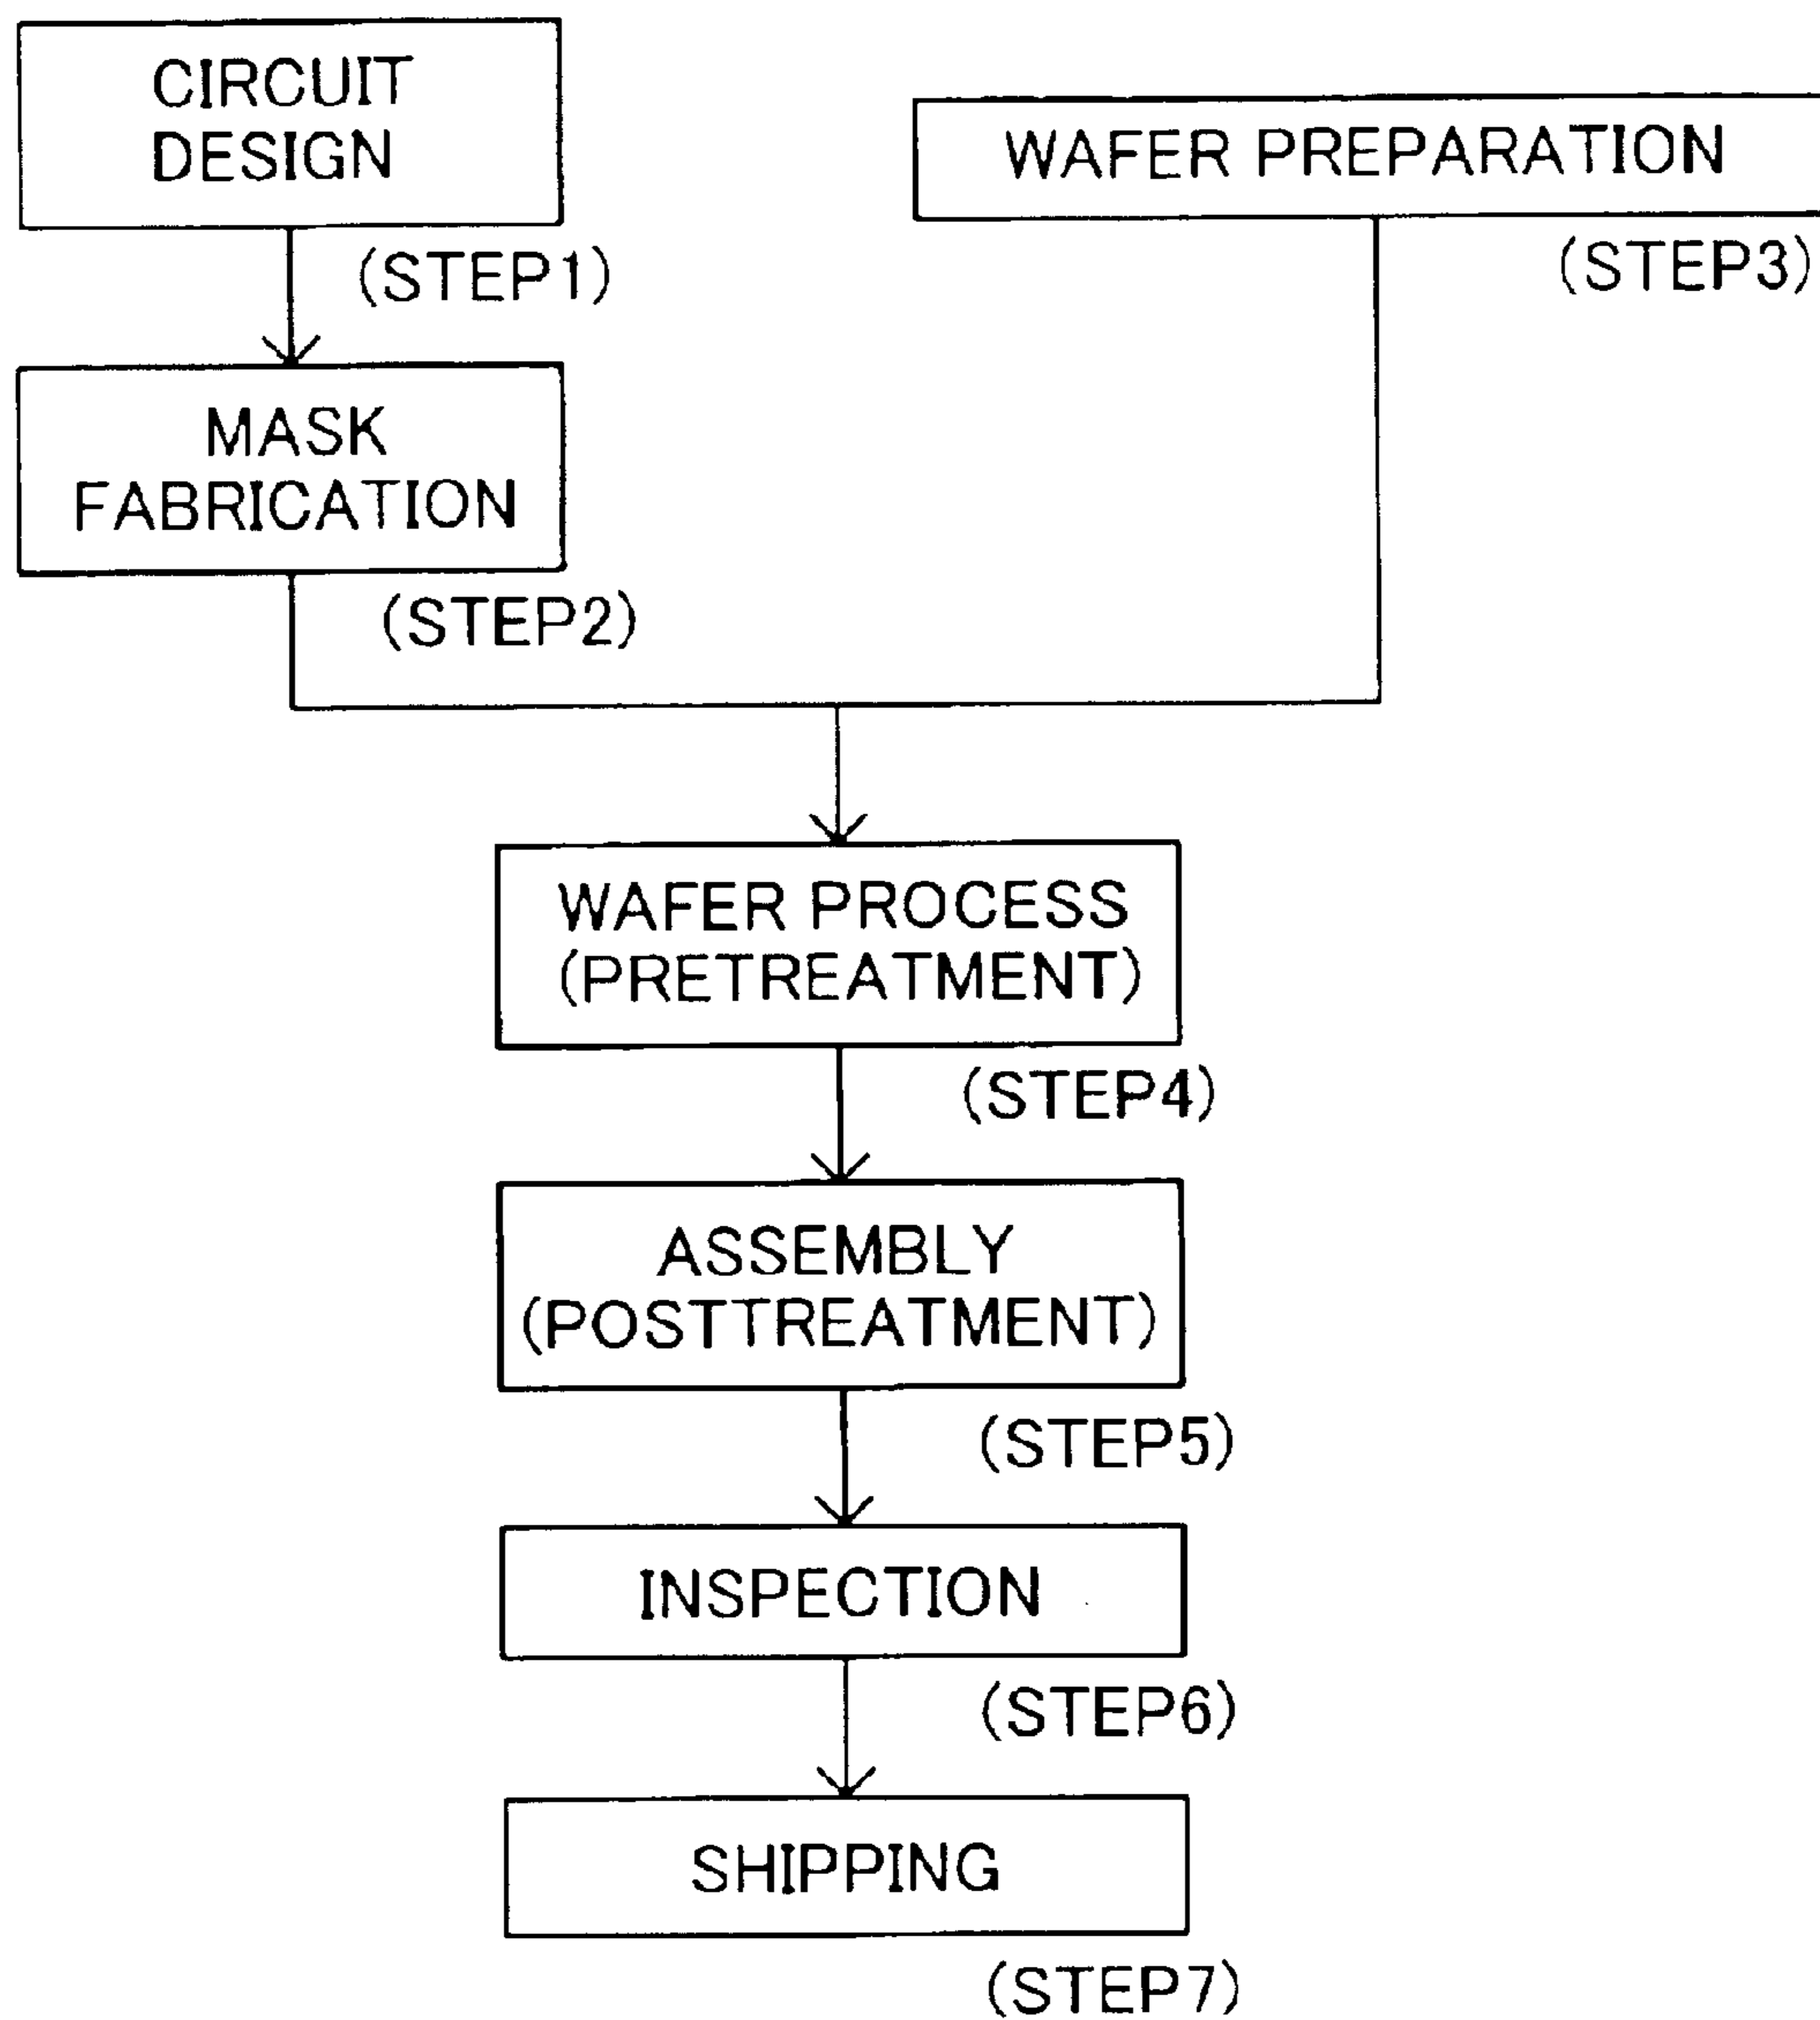 CIRCUIT
DESIGN
(STEP1)
WAFER PREPARATION
(STEP3)
MASK
FABRICATION
(STEP2)
WAFER PROCESS
(PRETREATMENT)
(STEP4)
ASSEMBLY
(POSTTREATMENT)
(STEP5)
INSPECTION
(STEP6)
SHIPPING
(STEP7)